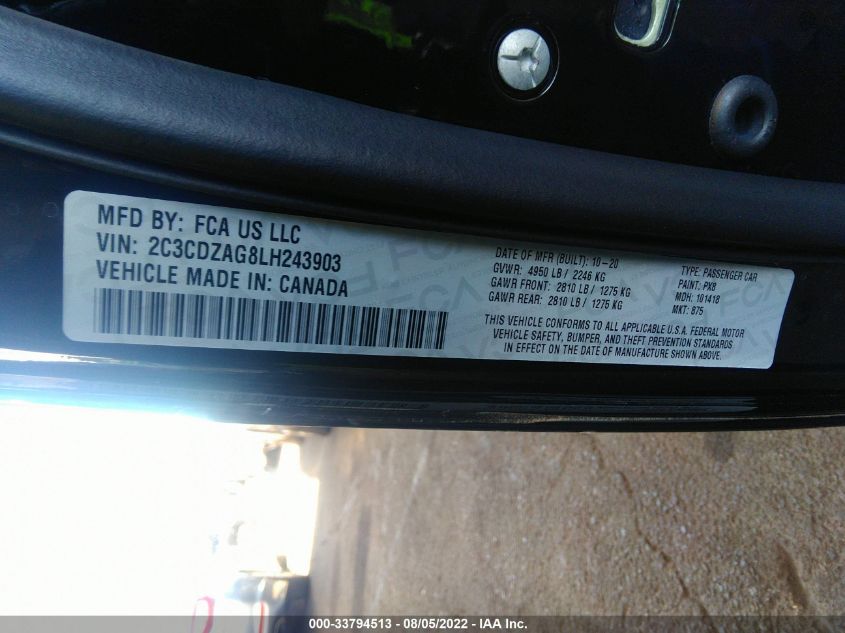 MFD BY: FCA US LLC
VIN: 2C3CDZAG8LH243903
VEHICLE MADE IN: CANADA
DATE OF MFR (BUILT): 10-20
GVWR: 4950 LB / 2246 KG
GAWR FRONT: 2810 LB / 1275 KG
GAWR REAR: 2810 LB / 1275 KG
TYPE: PASSENGER CAR
PAINT: PX8
MDH: 101418
MKT: 875
THIS VEHICLE CONFORMS TO ALL APPLICABLE U.S.A. FEDERAL MOTOR
VEHICLE SAFETY, BUMPER, AND THEFT PREVENTION STANDARDS
IN EFFECT ON THE DATE OF MANUFACTURE SHOWN ABOVE.
000-33794513 - 08/05/2022 - IAA Inc.